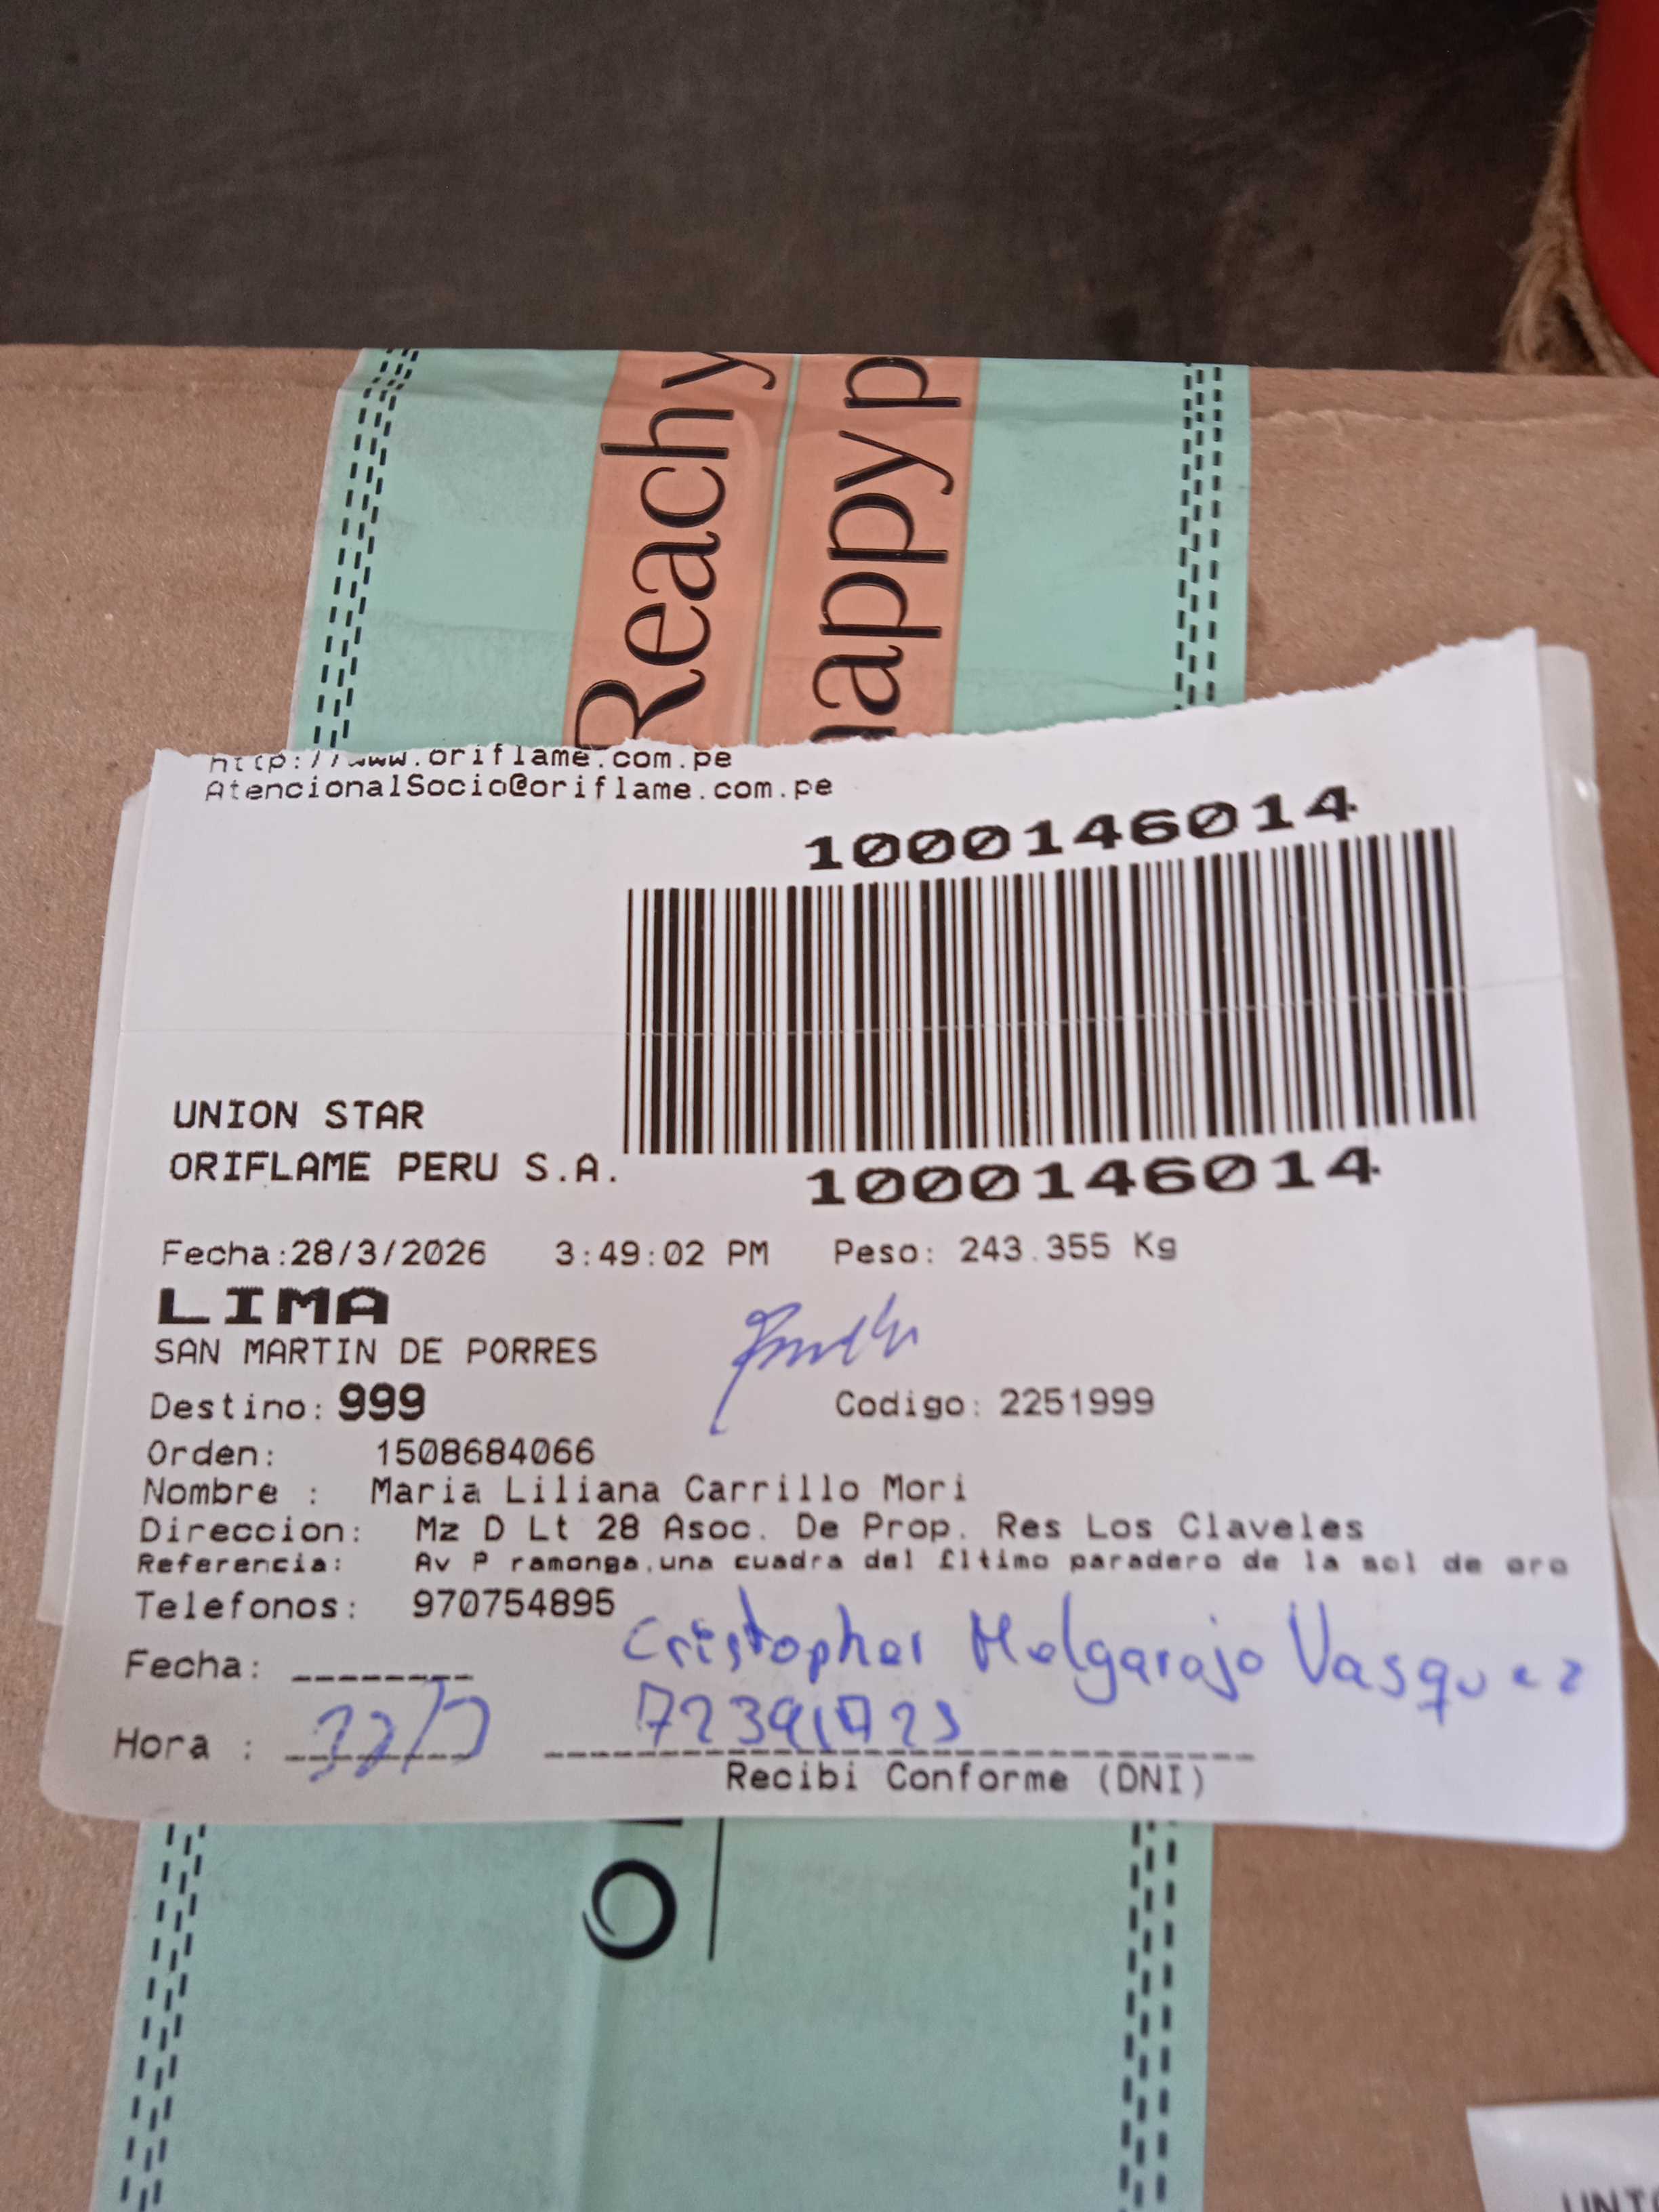 Reachy
happy p
http://www.oriflame.com.pe
AtencionalSocio@oriflame.com.pe
1000146014
UNION STAR
ORIFLAME PERU S.A.
1000146014
Fecha:28/3/2026 3:49:02 PM Peso: 243.355 Kg
LIMA
SAN MARTIN DE PORRES
Destino: 999 Codigo: 2251999
Orden: 1508684066
Nombre : Maria Liliana Carrillo Mori
Direccion: Mz D Lt 28 Asoc. De Prop. Res Los Claveles
Referencia: Av P ramonga,una cuadra del £ltimo paradero de la sol de oro
Telefonos: 970754895
Cristopher Melgarejo Vasquez
Fecha:
Hora :
Recibi Conforme (DNI)